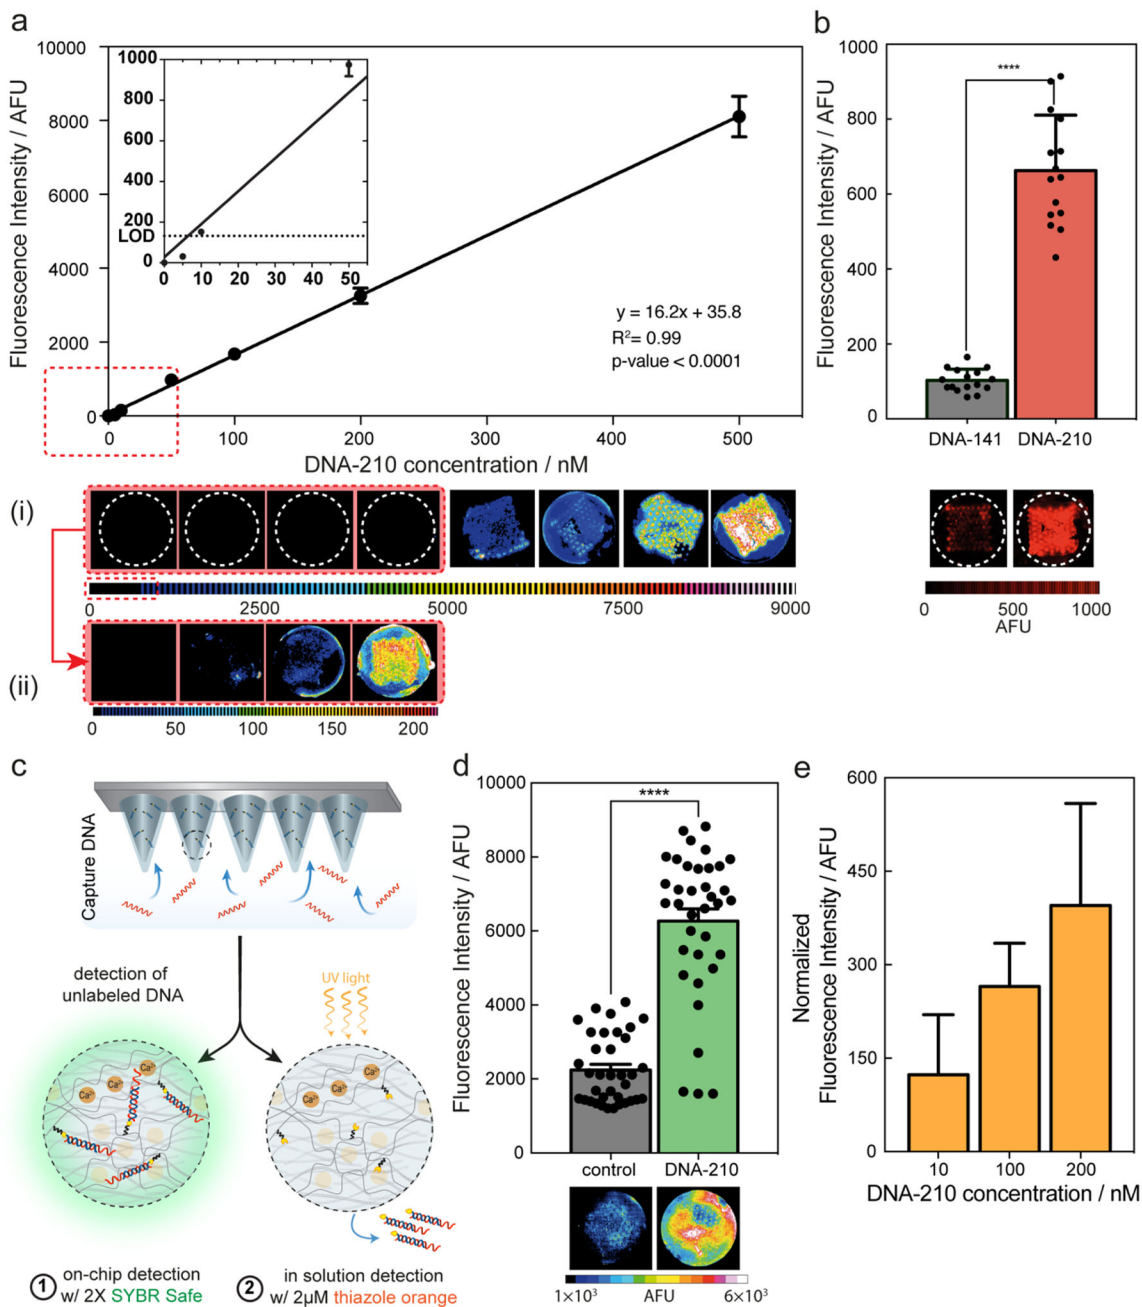 a
Fluorescence Intensity / AFU
10000
8000
6000
4000
2000
0
1000
800
600
400
200
LOD
0
0 10 20 30 40 50
y = 16.2x + 35.8
R²= 0.99
p-value < 0.0001
0 100 200 300 400 500
DNA-210 concentration / nM
b
Fluorescence Intensity / AFU
1000
800
600
400
200
0
****
DNA-141 DNA-210
(i)
0 2500 5000 7500 9000
0 500 1000
AFU
(ii)
0 50 100 150 200
c
Capture DNA
detection of
unlabeled DNA
UV light
Ca²⁺
Ca²⁺
Ca²⁺
Ca²⁺
Ca²⁺
Ca²⁺
1 on-chip detection
w/ 2X SYBR Safe
2 in solution detection
w/ 2µM thiazole orange
d
Fluorescence Intensity / AFU
10000
8000
6000
4000
2000
0
****
control DNA-210
1×10³ AFU 6×10³
e
Normalized
Fluorescence Intensity / AFU
600
450
300
150
0
10 100 200
DNA-210 concentration / nM